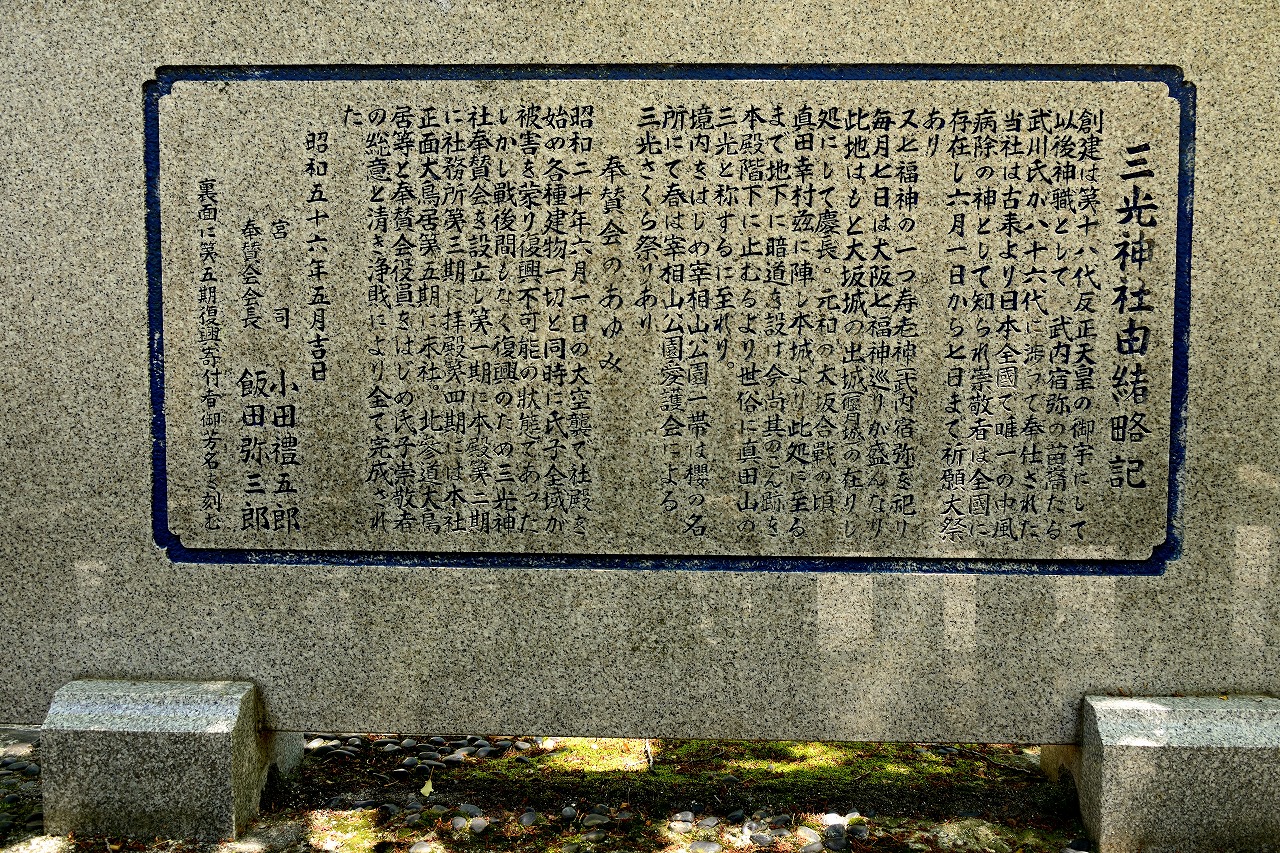 三光神社由緒略記
創建は第十八代反正天皇の御宇にして
以後神職として、武内宿弥の苗裔たる
武川氏が八十六代に渉って奉仕された
当社は古来より日本全國で唯一の中風
病除の神として知られ崇敬者は全國に
存在し六月一日から七日まで祈願大祭
あり
又七福神の一つ寿老神(武内宿弥)を祀り
毎月七日は大阪七福神巡りが盛んなり
此地はもと大坂城の出城偃月城の在りし
処にして慶長。元和の大坂合戦の頃
真田幸村茲に陣し本城より此処に至る
まで地下に暗道を設け今尚其のこん跡を
本殿階下に止むるより世俗に真田山の
三光と称するに至れり。
境内をはじめ宰相山公園一帯は櫻の名
所にて春は宰相山公園愛護会による
三光さくら祭りあり
奉賛会のあゆみ
昭和二十年六月一日の大空襲で社殿を
始め各種建物一切と同時に氏子全域が
被害を蒙り復興不可能の狀態であった
しかし戦後間もなく復興のため三光神
社奉賛会を設立し第一期に本殿第二期
に社務所第三期に拝殿第四期には本社
正面大鳥居第五期に末社、北参道大鳥
居等と奉賛会役員をはじめ氏子崇敬者
の総意と清き浄財により全て完成され
た
昭和五十六年五月吉日
宮司 小田禮五郎
奉賛会会長 飯田弥三郎
裏面に第五期復興寄付者御芳名を刻む